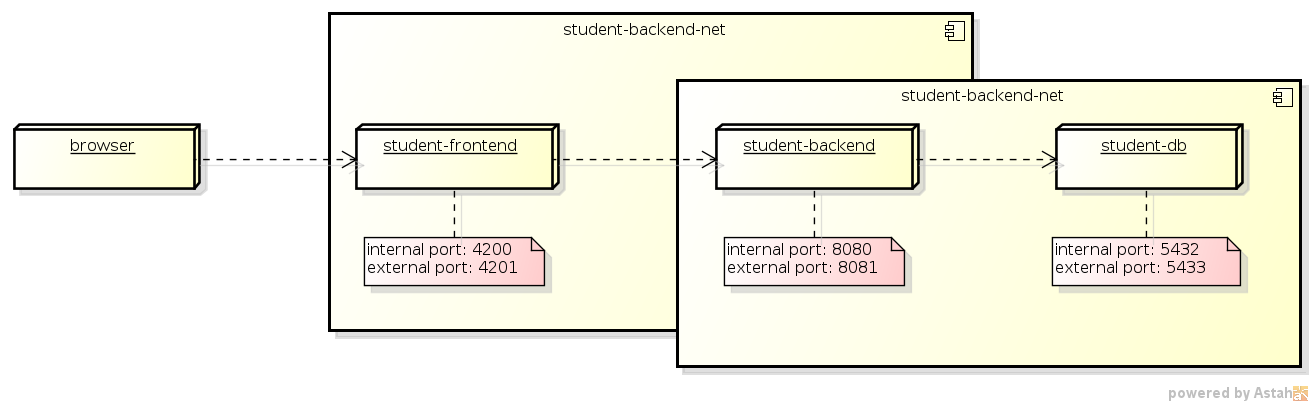 student-backend-net
student-backend-net
browser
student-frontend
student-backend
student-db
internal port: 4200
external port: 4201
internal port: 8080
external port: 8081
internal port: 5432
external port: 5433
powered by Astah